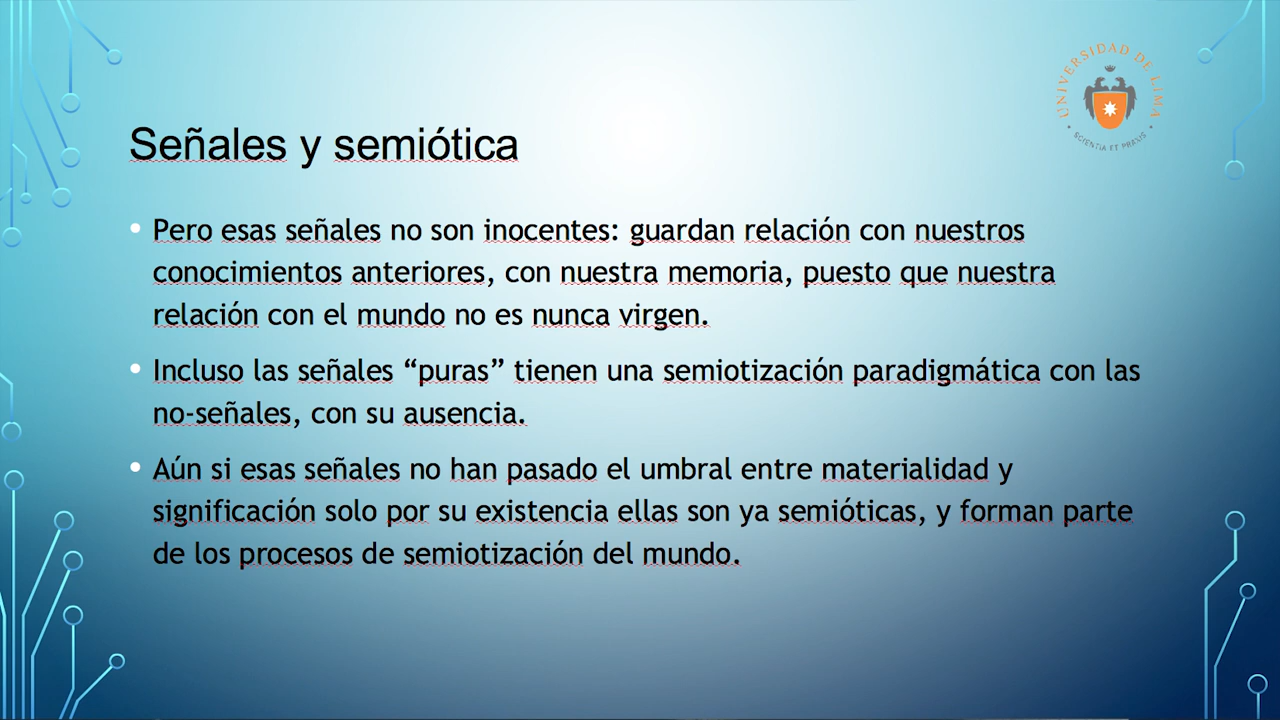 UNIVERSIDAD DE LIMA
SCIENTIA ET PRAXIS
Señales y semiótica
• Pero esas señales no son inocentes: guardan relación con nuestros
conocimientos anteriores, con nuestra memoria, puesto que nuestra
relación con el mundo no es nunca virgen.
• Incluso las señales “puras” tienen una semiotización paradigmática con las
no-señales, con su ausencia.
• Aún si esas señales no han pasado el umbral entre materialidad y
significación solo por su existencia ellas son ya semióticas, y forman parte
de los procesos de semiotización del mundo.